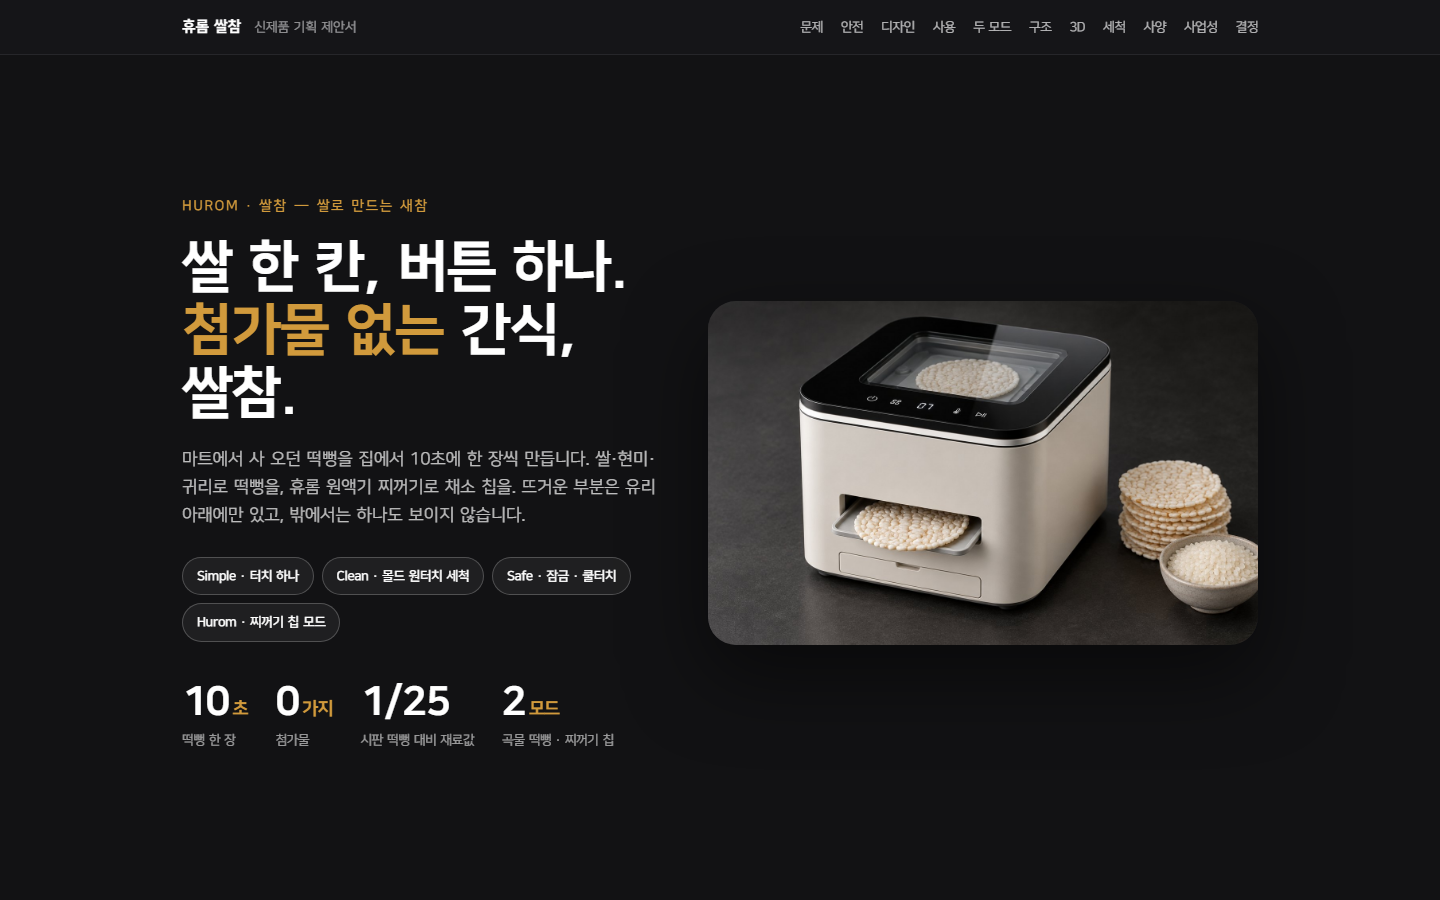 휴롬 쌀참 신제품 기획 제안서
문제 안전 디자인 사용 두 모드 구조 3D 세척 사양 사업성 결정
HUROM · 쌀참 — 쌀로 만드는 새참
쌀 한 칸, 버튼 하나.
첨가물 없는 간식,
쌀참.
마트에서 사 오던 떡뻥을 집에서 10초에 한 장씩 만듭니다. 쌀·현미·
귀리로 떡뻥을, 휴롬 원액기 찌꺼기로 채소 칩을. 뜨거운 부분은 유리
아래에만 있고, 밖에서는 하나도 보이지 않습니다.
Simple · 터치 하나
Clean · 몰드 원터치 세척
Safe · 잠금 · 쿨터치
Hurom · 찌꺼기 칩 모드
10초 0가지 1/25 2모드
떡뻥 한 장 첨가물 시판 떡뻥 대비 재료값 곡물 떡뻥 · 찌꺼기 칩
07